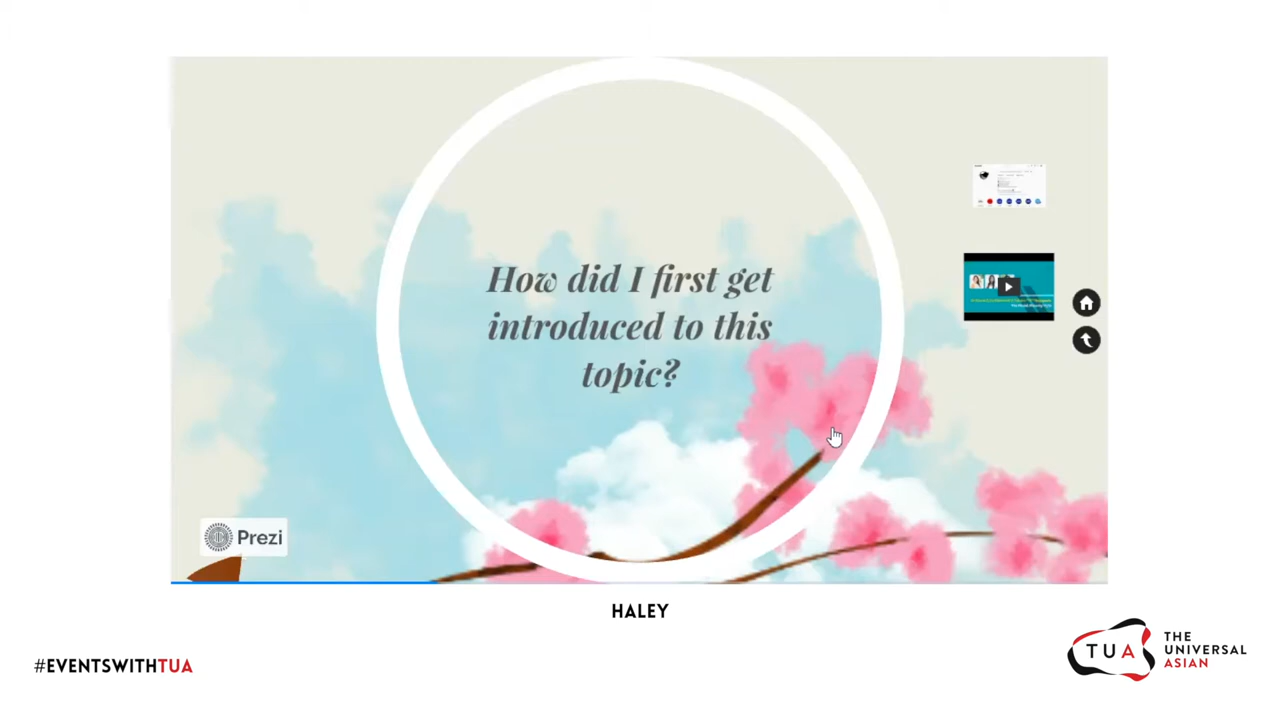 How did I first get
introduced to this
topic?
Prezi
HALEY
#EVENTSWITHTUA
TUA
THE
UNIVERSAL
ASIAN